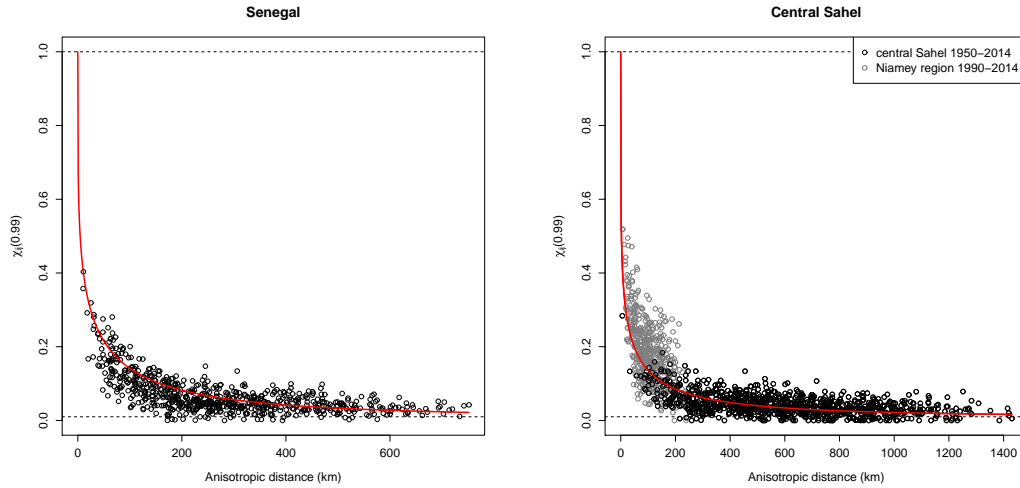 Senegal
χij(0.99)
1.0
0.8
0.6
0.4
0.2
0.0
0 200 400 600
Anisotropic distance (km)
Central Sahel
central Sahel 1950−2014
Niamey region 1990−2014
χij(0.99)
1.0
0.8
0.6
0.4
0.2
0.0
0 200 400 600 800 1000 1200 1400
Anisotropic distance (km)